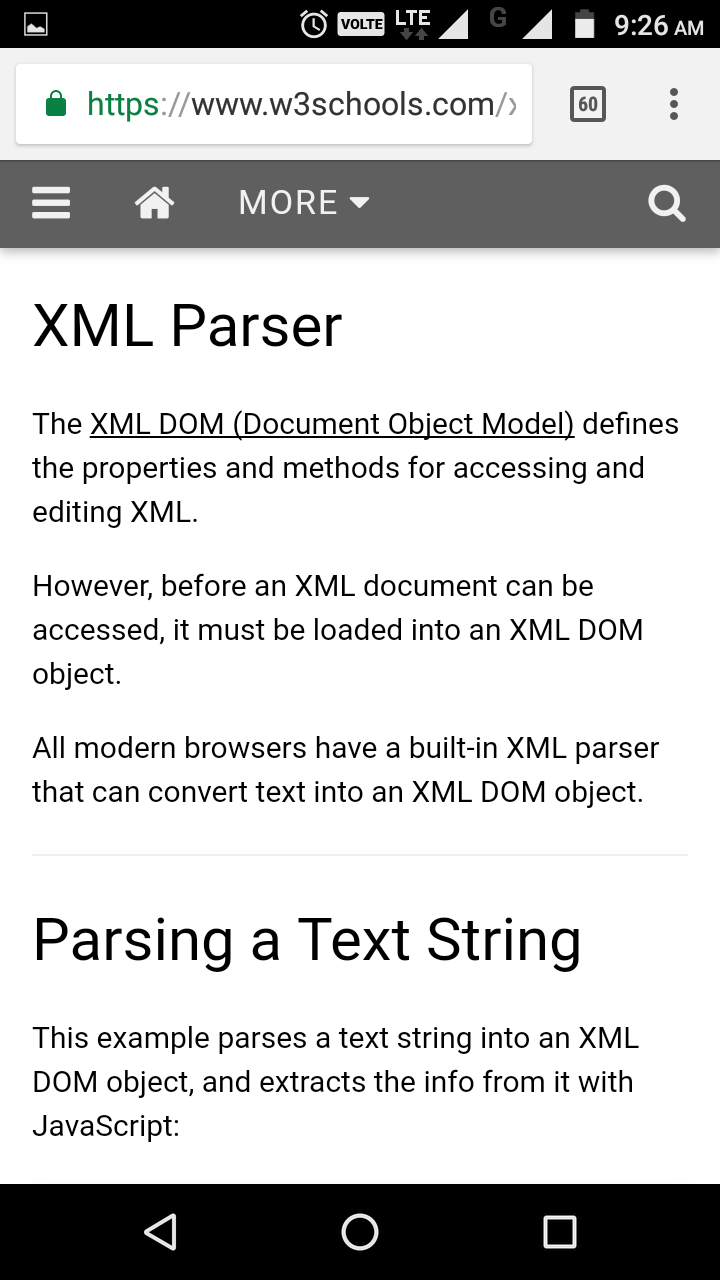 VOLTE LTE G 9:26 AM
https://www.w3schools.com/
60
MORE
XML Parser
The XML DOM (Document Object Model) defines
the properties and methods for accessing and
editing XML.
However, before an XML document can be
accessed, it must be loaded into an XML DOM
object.
All modern browsers have a built-in XML parser
that can convert text into an XML DOM object.
Parsing a Text String
This example parses a text string into an XML
DOM object, and extracts the info from it with
JavaScript: